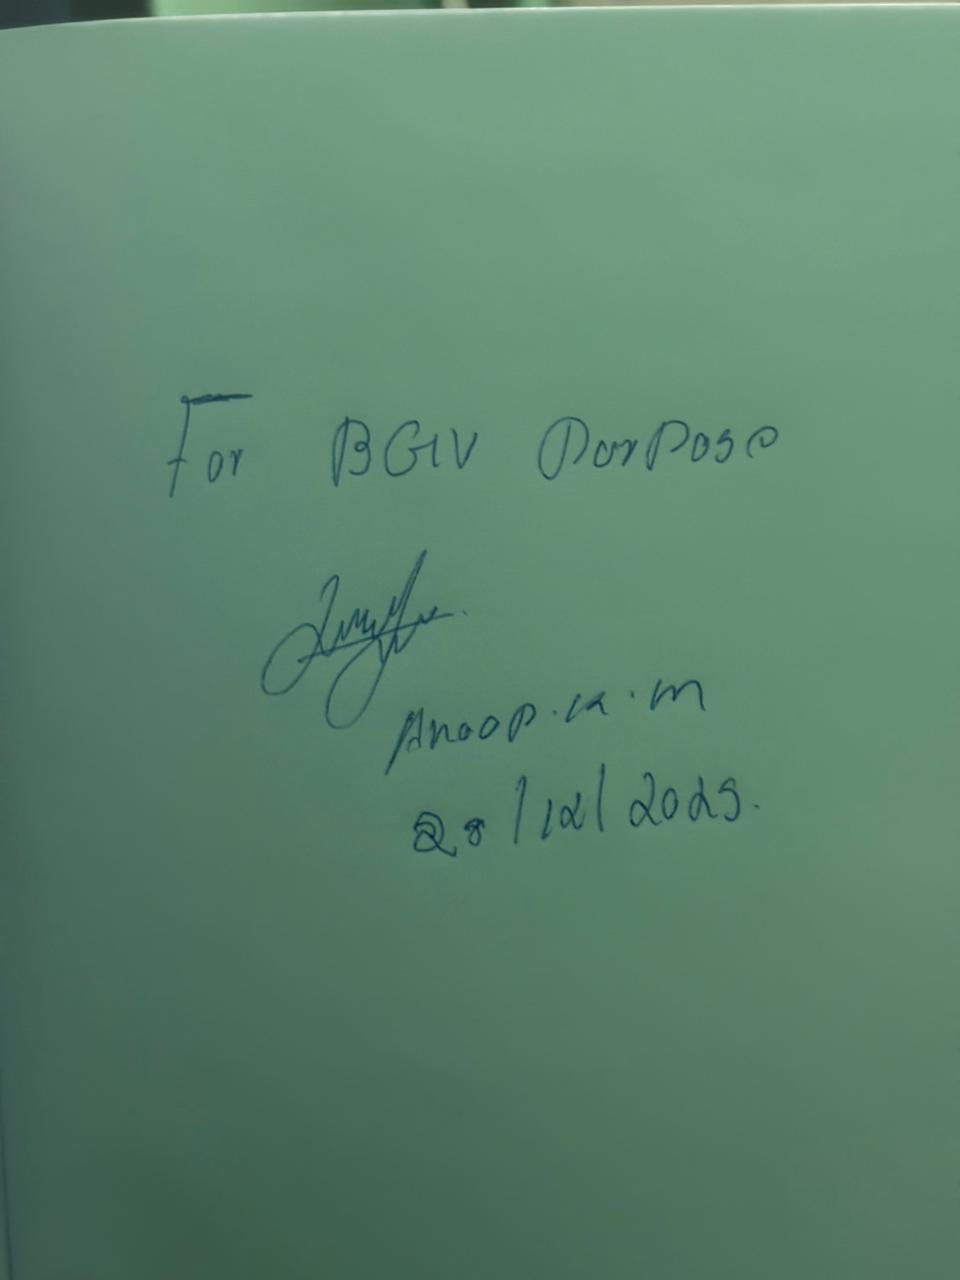 For BGV Purpose
Anoop.K.M
28/12/2025.